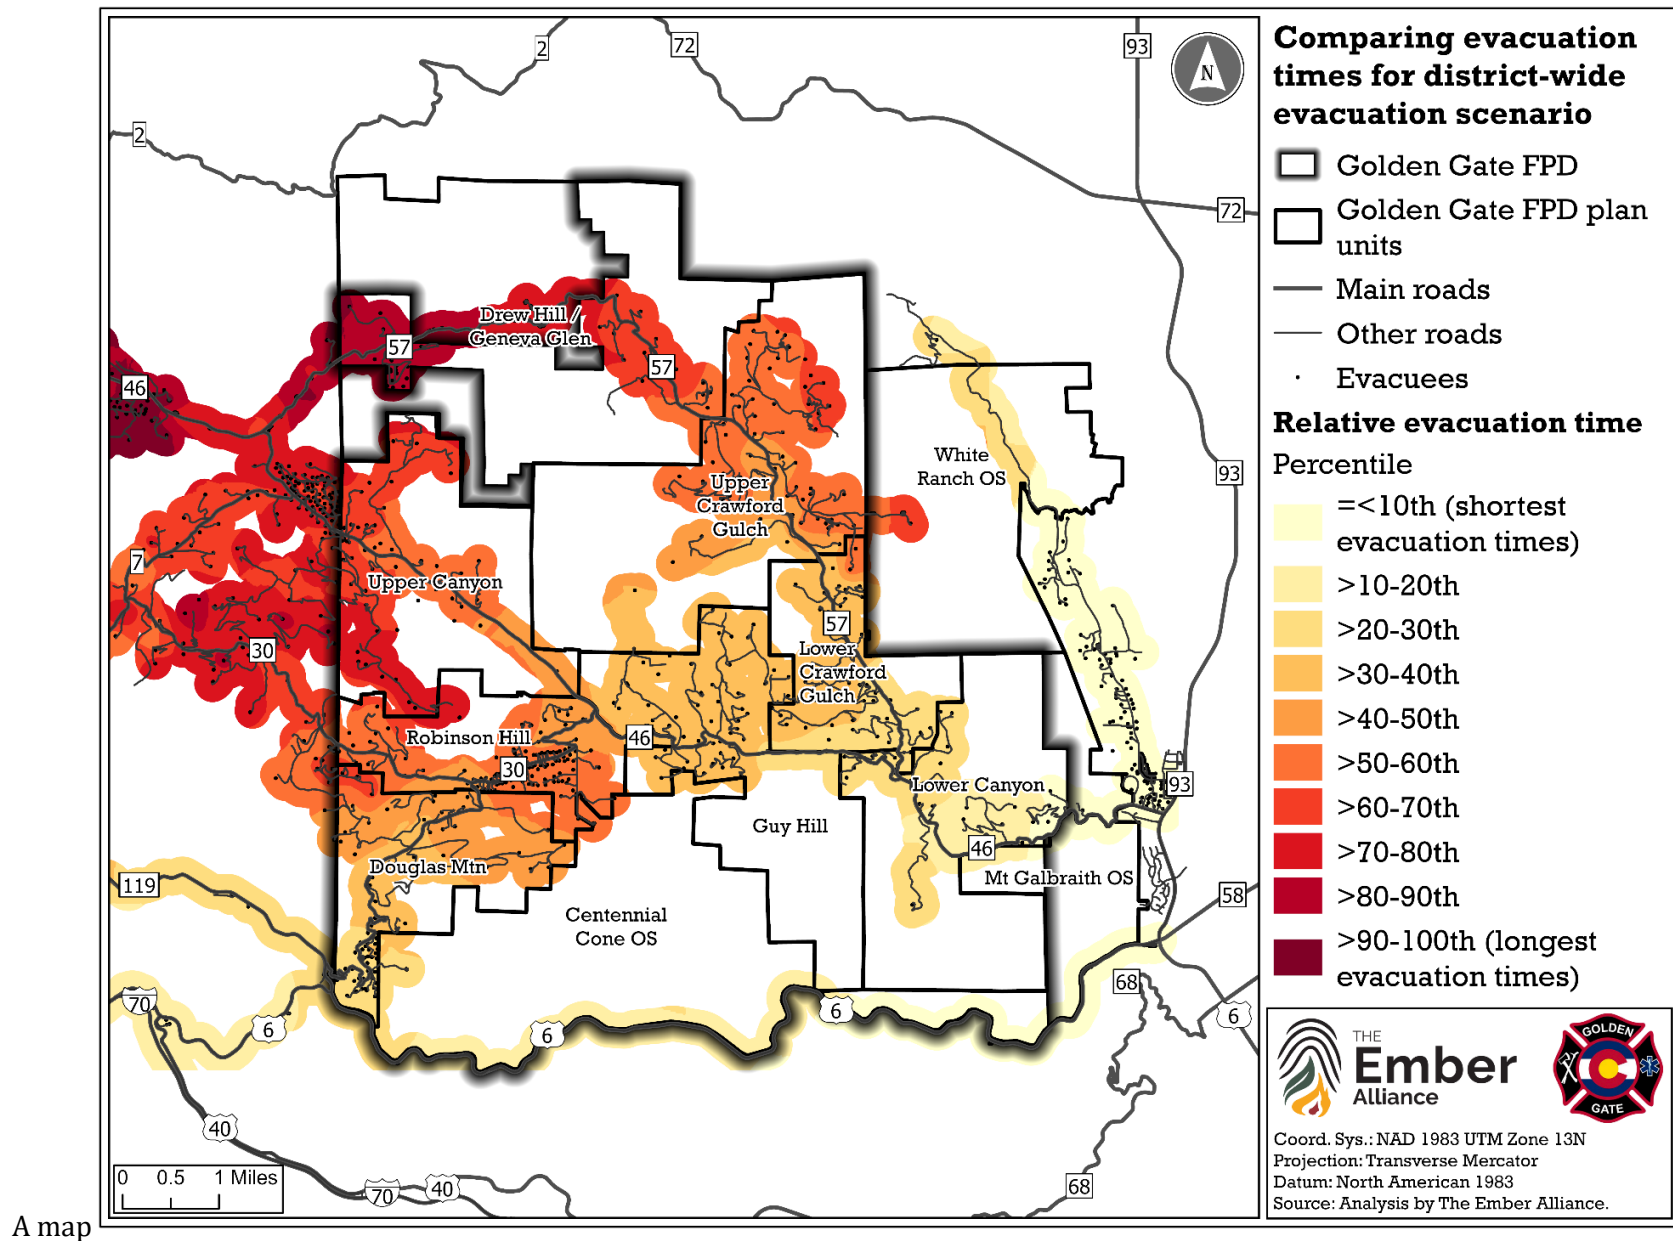 2
72
93
N
2
72
57
Drew Hill /
Geneva Glen
57
46
White
Ranch OS
93
Upper
Crawford
Gulch
7
Upper Canyon
57
30
Lower
Crawford
Gulch
Robinson Hill
46
30
Lower Canyon
93
Guy Hill
46
Douglas Mtn
Mt Galbraith OS
119
58
Centennial
Cone OS
68
70
6
6
6
6
40
0 0.5 1 Miles
70
40
68
Comparing evacuation
times for district-wide
evacuation scenario
Golden Gate FPD
Golden Gate FPD plan
units
Main roads
Other roads
Evacuees
Relative evacuation time
Percentile
=<10th (shortest
evacuation times)
>10-20th
>20-30th
>30-40th
>40-50th
>50-60th
>60-70th
>70-80th
>80-90th
>90-100th (longest
evacuation times)
THE
Ember
Alliance
GOLDEN
GATE
Coord. Sys.: NAD 1983 UTM Zone 13N
Projection: Transverse Mercator
Datum: North American 1983
Source: Analysis by The Ember Alliance.
A map